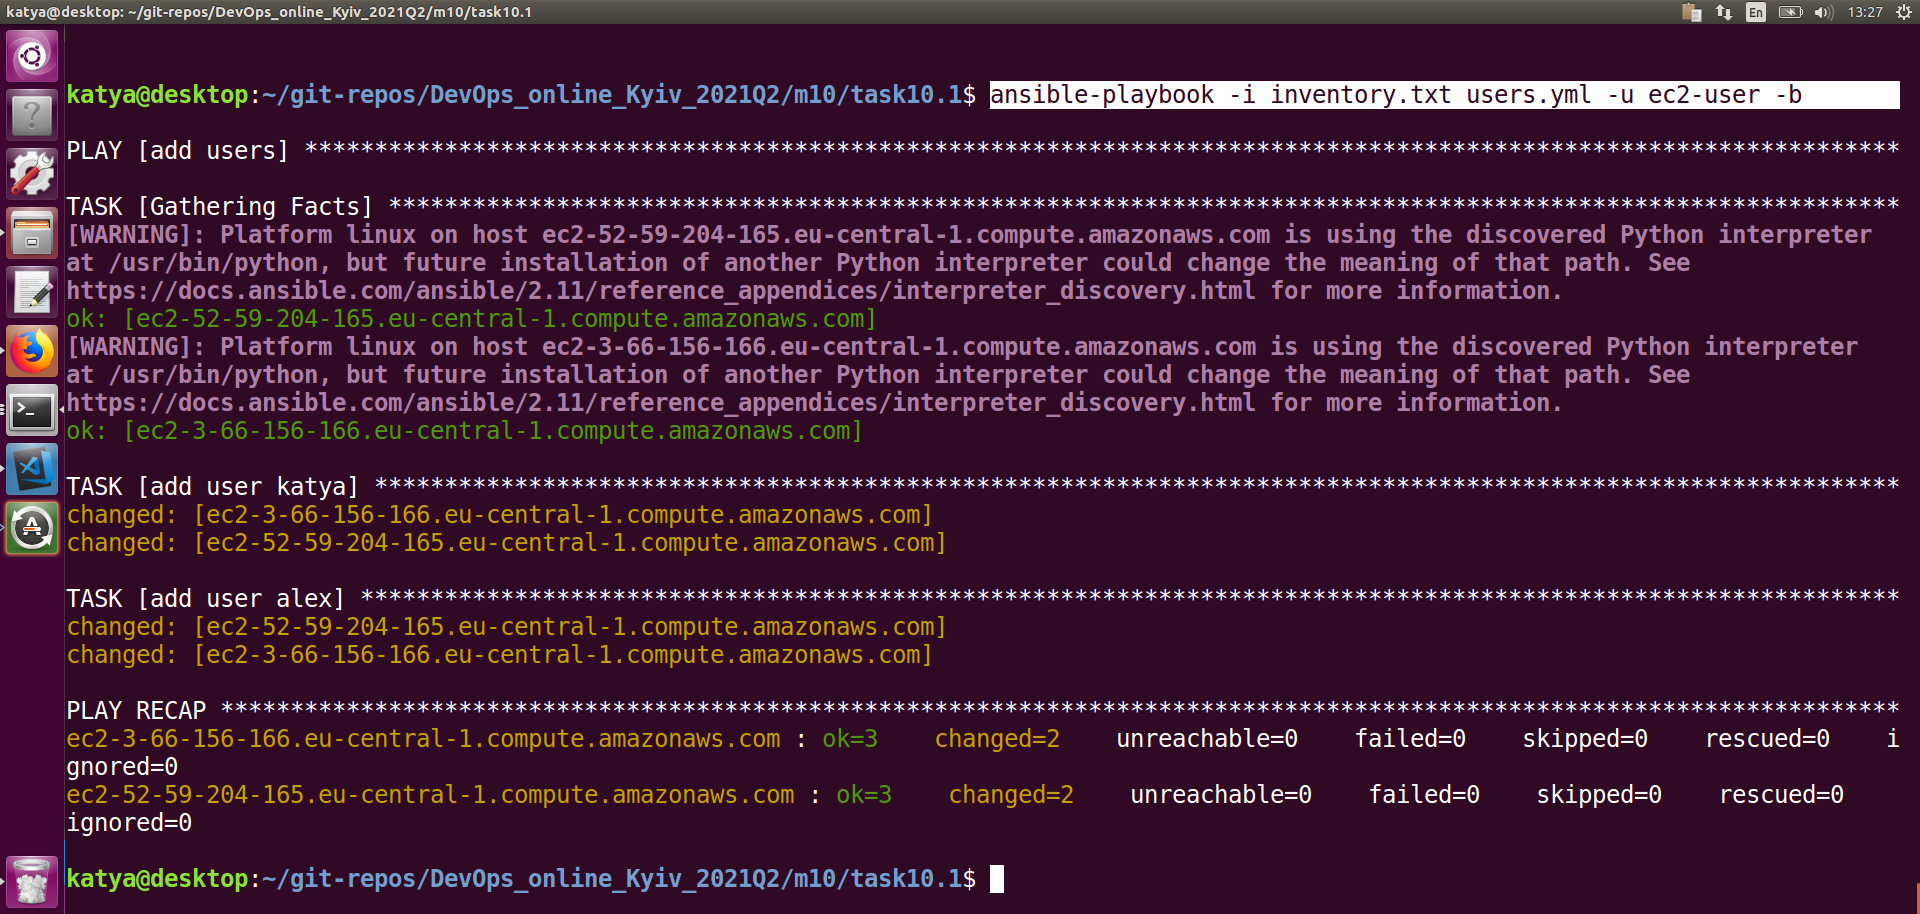 katya@desktop: ~/git-repos/DevOps_online_Kyiv_2021Q2/m10/task10.1
En
13:27
katya@desktop:~/git-repos/DevOps_online_Kyiv_2021Q2/m10/task10.1$ ansible-playbook -i inventory.txt users.yml -u ec2-user -b
PLAY [add users] ******************************************************************************************************************
TASK [Gathering Facts] ************************************************************************************************************
[WARNING]: Platform linux on host ec2-52-59-204-165.eu-central-1.compute.amazonaws.com is using the discovered Python interpreter
at /usr/bin/python, but future installation of another Python interpreter could change the meaning of that path. See
https://docs.ansible.com/ansible/2.11/reference_appendices/interpreter_discovery.html for more information.
ok: [ec2-52-59-204-165.eu-central-1.compute.amazonaws.com]
[WARNING]: Platform linux on host ec2-3-66-156-166.eu-central-1.compute.amazonaws.com is using the discovered Python interpreter
at /usr/bin/python, but future installation of another Python interpreter could change the meaning of that path. See
https://docs.ansible.com/ansible/2.11/reference_appendices/interpreter_discovery.html for more information.
ok: [ec2-3-66-156-166.eu-central-1.compute.amazonaws.com]
TASK [add user katya] *************************************************************************************************************
changed: [ec2-3-66-156-166.eu-central-1.compute.amazonaws.com]
changed: [ec2-52-59-204-165.eu-central-1.compute.amazonaws.com]
TASK [add user alex] **************************************************************************************************************
changed: [ec2-52-59-204-165.eu-central-1.compute.amazonaws.com]
changed: [ec2-3-66-156-166.eu-central-1.compute.amazonaws.com]
PLAY RECAP ************************************************************************************************************************
ec2-3-66-156-166.eu-central-1.compute.amazonaws.com : ok=3    changed=2    unreachable=0    failed=0    skipped=0    rescued=0    i
gnored=0
ec2-52-59-204-165.eu-central-1.compute.amazonaws.com : ok=3    changed=2    unreachable=0    failed=0    skipped=0    rescued=0
ignored=0
katya@desktop:~/git-repos/DevOps_online_Kyiv_2021Q2/m10/task10.1$